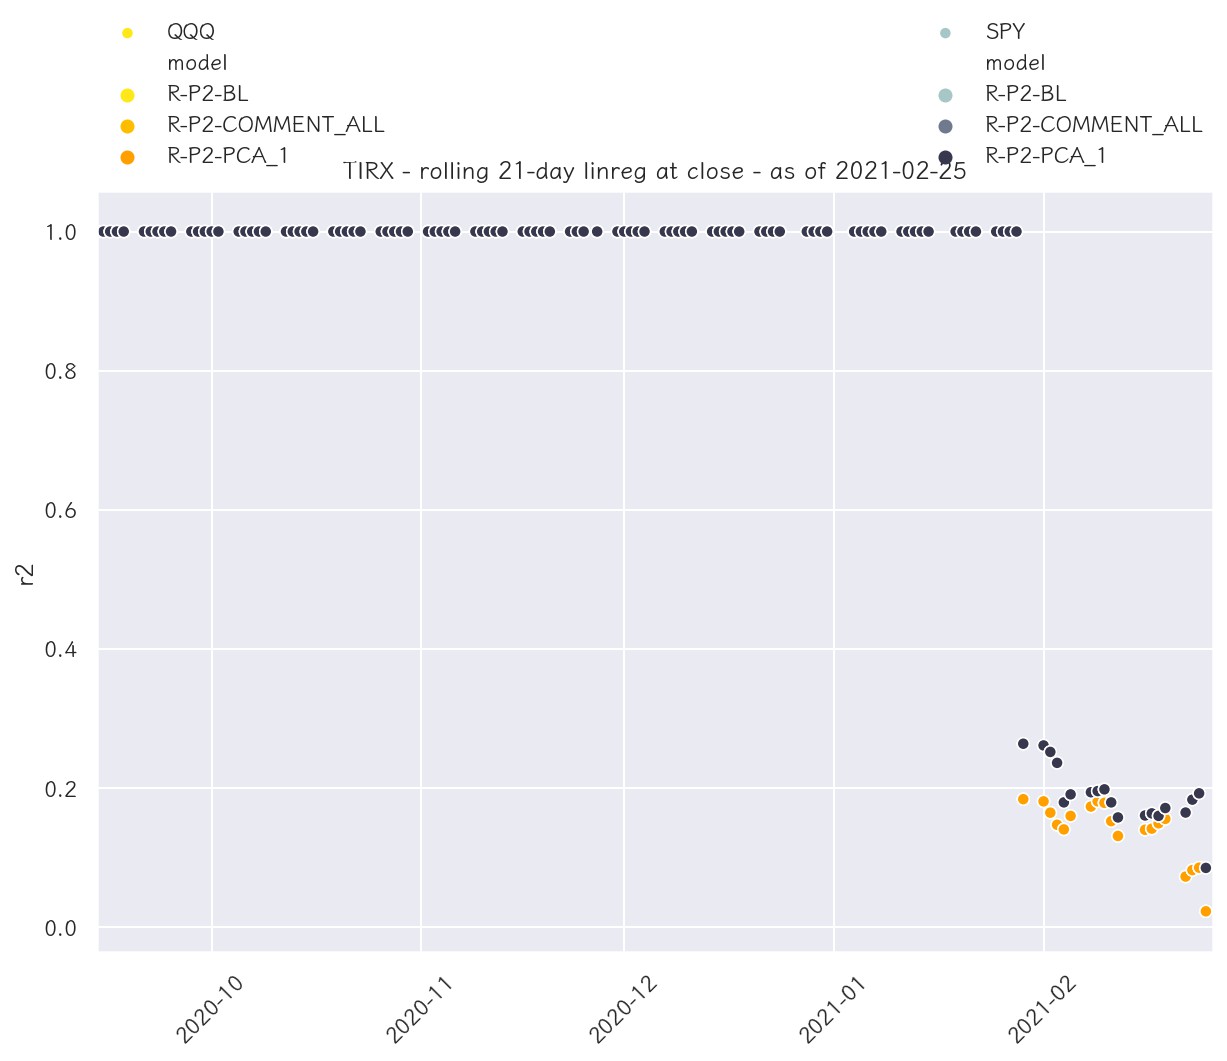 QQQ
model
R-P2-BL
R-P2-COMMENT_ALL
R-P2-PCA_1
SPY
model
R-P2-BL
R-P2-COMMENT_ALL
R-P2-PCA_1
TIRX - rolling 21-day linreg at close - as of 2021-02-25
1.0
0.8
0.6
0.4
0.2
0.0
r2
2020-10
2020-11
2020-12
2021-01
2021-02